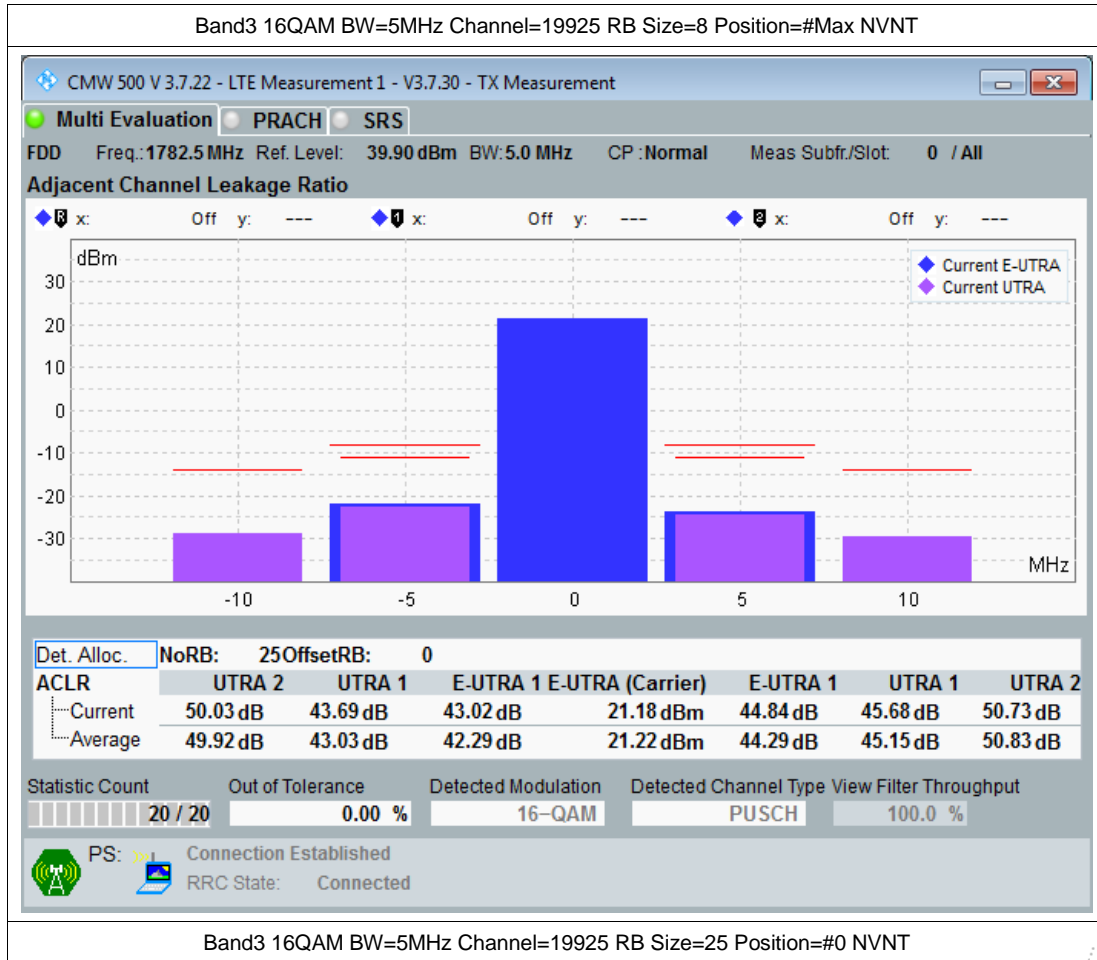 Band3 16QAM BW=5MHz Channel=19925 RB Size=8 Position=#Max NVNT
CMW 500 V 3.7.22 - LTE Measurement 1 - V3.7.30 - TX Measurement
Multi Evaluation PRACH SRS
FDD Freq.:1782.5 MHz Ref. Level: 39.90 dBm BW:5.0 MHz CP :Normal Meas Subfr./Slot: 0 / All
Adjacent Channel Leakage Ratio
R x: Off y: --- 1 x: Off y: --- 2 x: Off y: ---
dBm
Current E-UTRA
Current UTRA
30
20
10
0
-10
-20
-30
MHz
-10 -5 0 5 10
Det. Alloc. NoRB: 25 OffsetRB: 0
ACLR UTRA 2 UTRA 1 E-UTRA 1 E-UTRA (Carrier) E-UTRA 1 UTRA 1 UTRA 2
Current 50.03 dB 43.69 dB 43.02 dB 21.18 dBm 44.84 dB 45.68 dB 50.73 dB
Average 49.92 dB 43.03 dB 42.29 dB 21.22 dBm 44.29 dB 45.15 dB 50.83 dB
Statistic Count Out of Tolerance Detected Modulation Detected Channel Type View Filter Throughput
20 / 20 0.00 % 16-QAM PUSCH 100.0 %
PS: Connection Established
RRC State: Connected
Band3 16QAM BW=5MHz Channel=19925 RB Size=25 Position=#0 NVNT